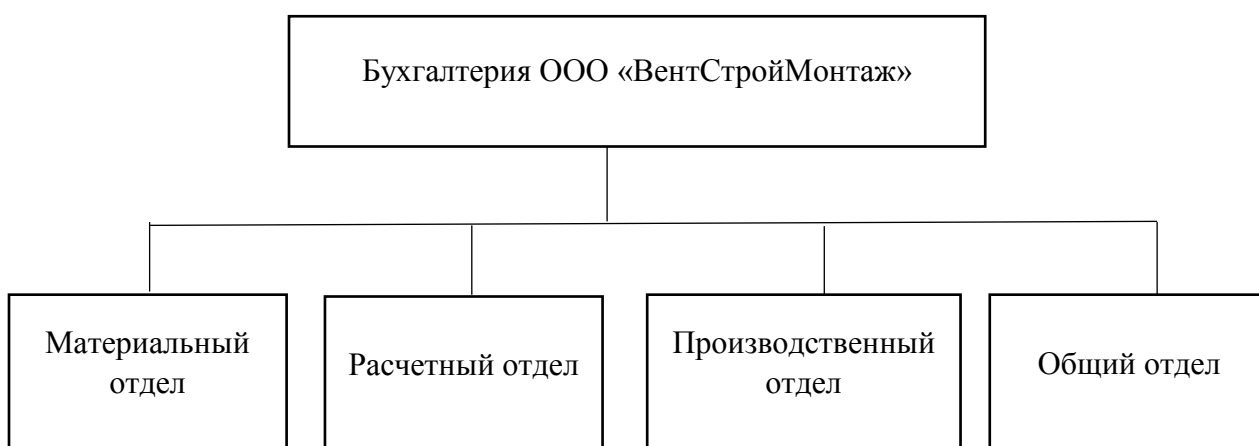 Бухгалтерия ООО «ВентСтройМонтаж»
Материальный
отдел
Расчетный отдел
Производственный
отдел
Общий отдел